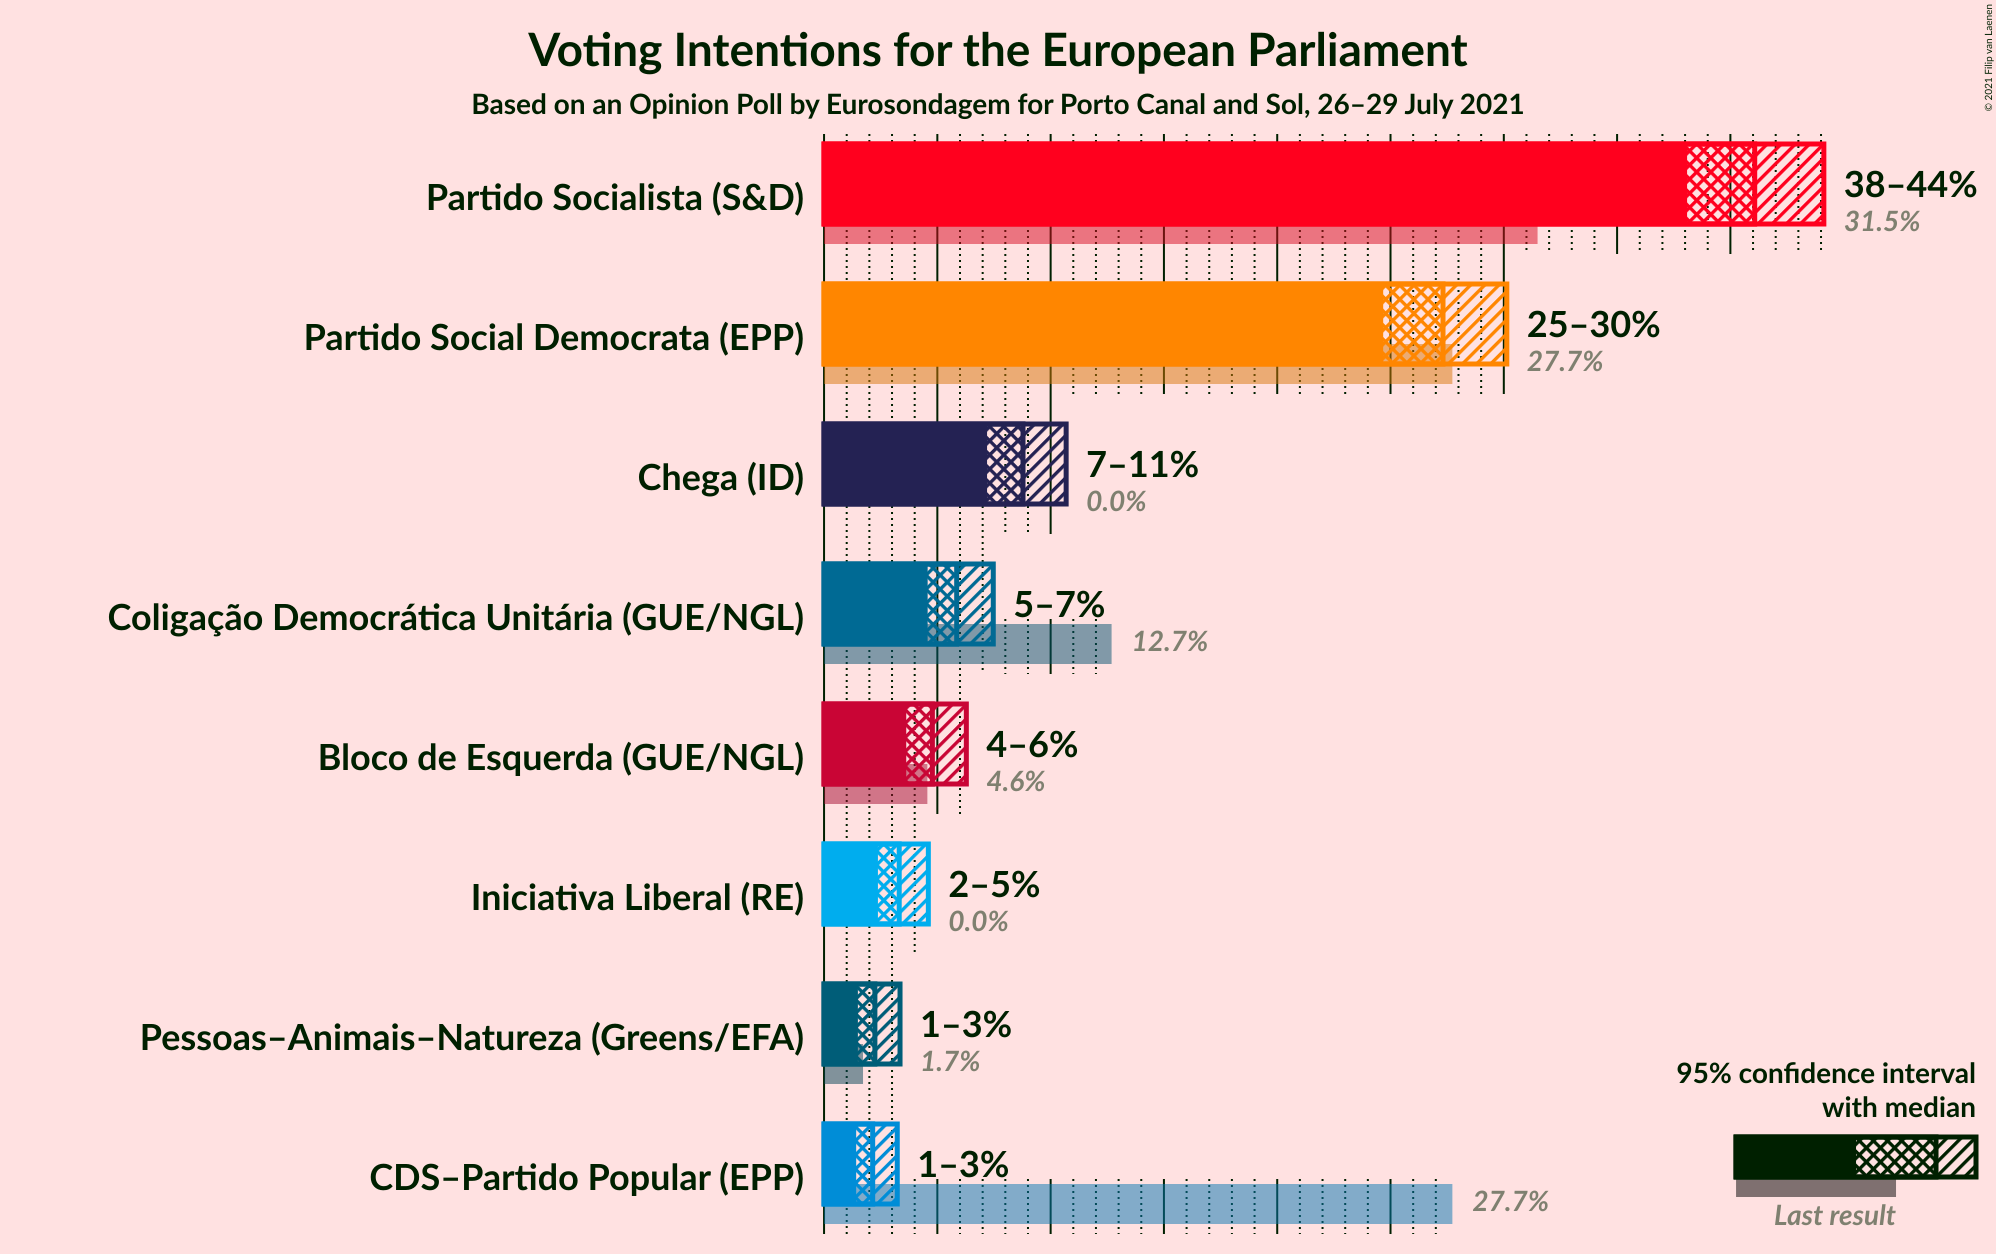 Voting Intentions for the European Parliament
Based on an Opinion Poll by Eurosondagem for Porto Canal and Sol, 26–29 July 2021
© 2021 Filip van Laenen
Partido Socialista (S&D)
38–44%
31.5%
Partido Social Democrata (EPP)
25–30%
27.7%
Chega (ID)
7–11%
0.0%
Coligação Democrática Unitária (GUE/NGL)
5–7%
12.7%
Bloco de Esquerda (GUE/NGL)
4–6%
4.6%
Iniciativa Liberal (RE)
2–5%
0.0%
Pessoas–Animais–Natureza (Greens/EFA)
1–3%
1.7%
CDS–Partido Popular (EPP)
1–3%
27.7%
95% confidence interval
with median
Last result